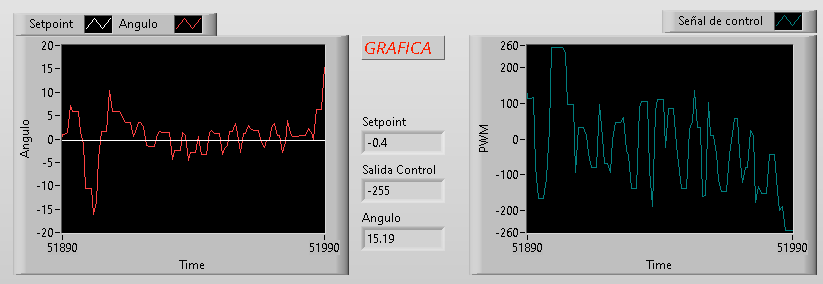 Setpoint Angulo
20
15
10
5
0
-5
-10
-15
-20
Angulo
51890 51990
Time
GRAFICA
Setpoint
-0.4
Salida Control
-255
Angulo
15.19
Señal de control
260
200
100
0
-100
-200
-260
PWM
51890 51990
Time